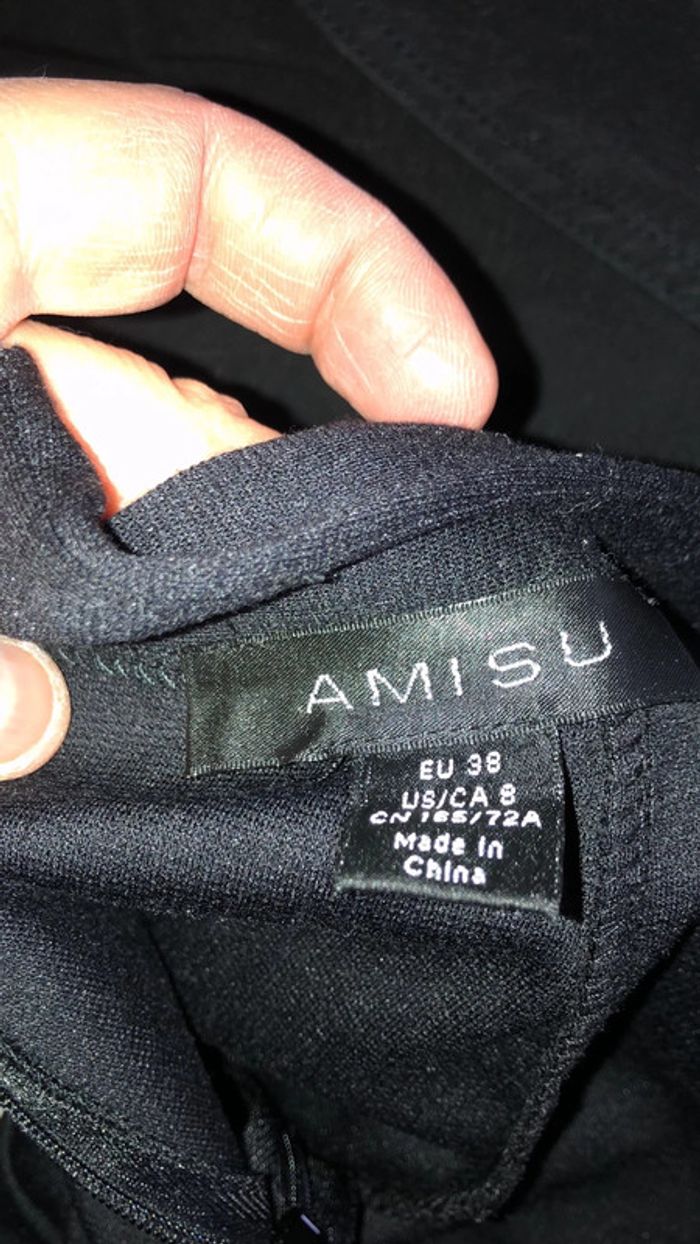 AMISU
EU 38
US/CA 8
CN 165/72A
Made in
China